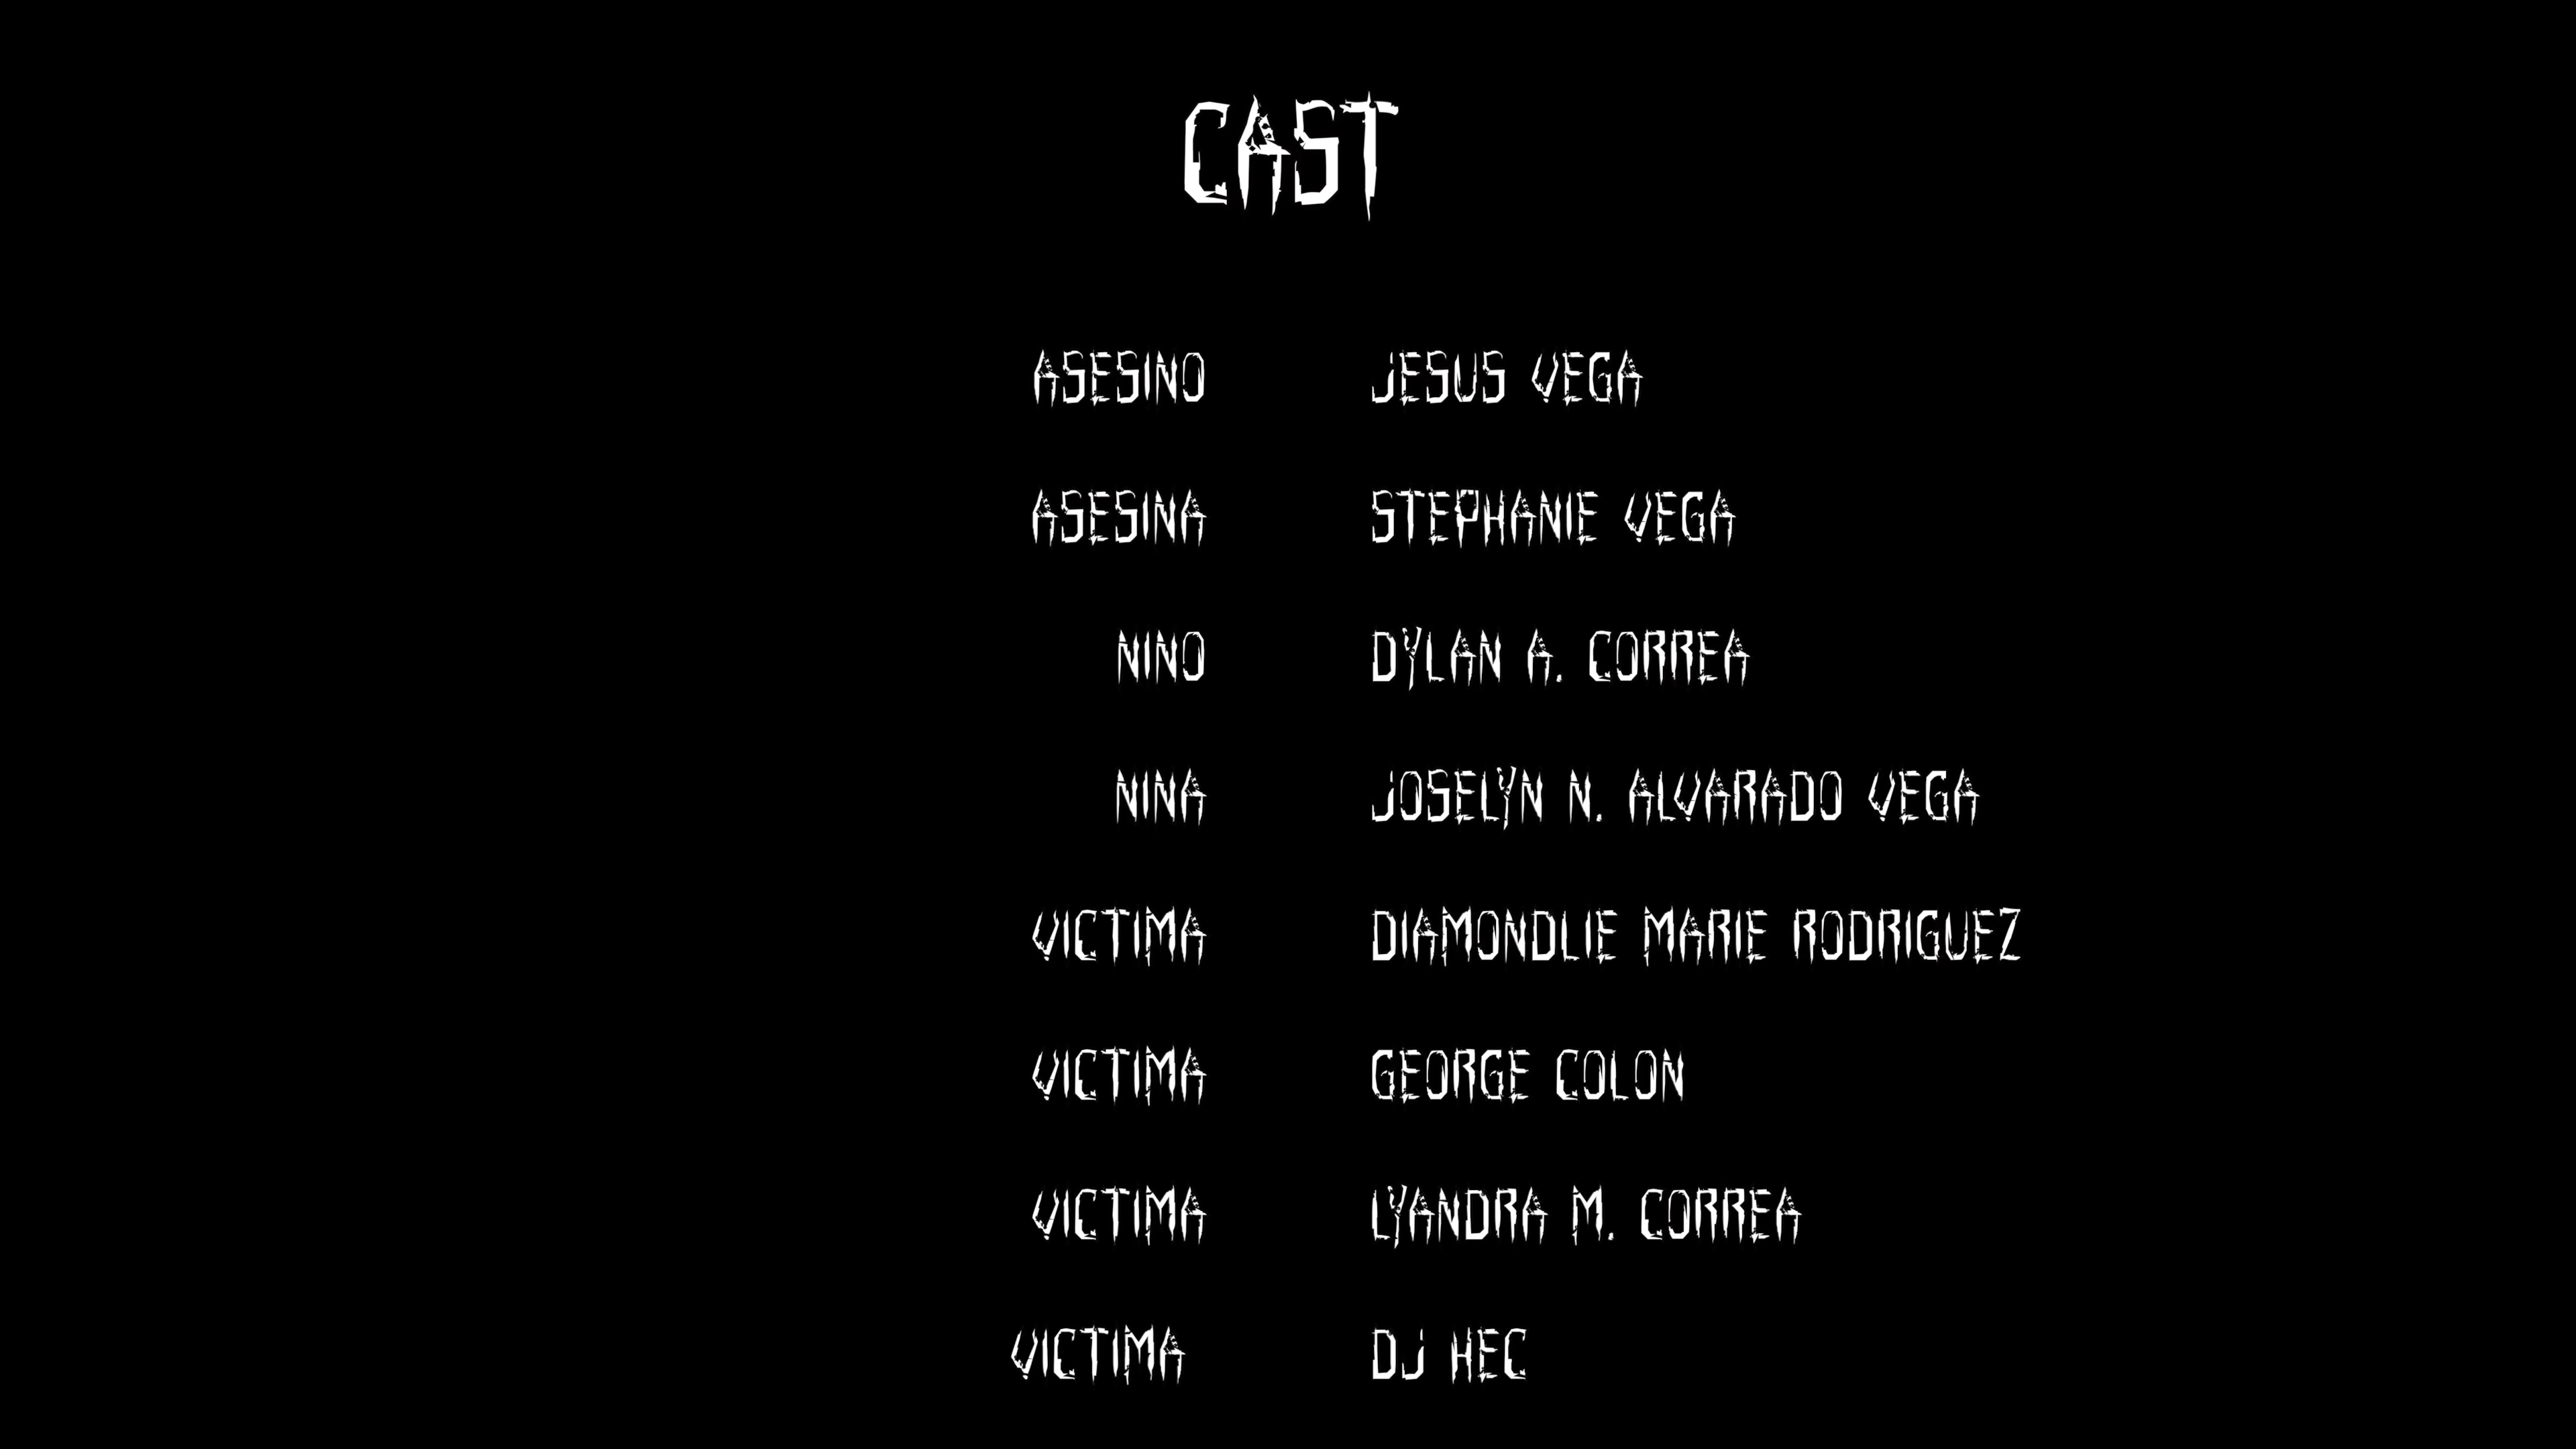 CAST
ASESINO JESUS VEGA
ASESINA STEPHANIE VEGA
NINO DYLAN A. CORREA
NINA JOSELYN N. ALVARADO VEGA
VICTIMA DIAMONDLIE MARIE RODRIGUEZ
VICTIMA GEORGE COLON
VICTIMA LYANDRA M. CORREA
VICTIMA DJ HEC